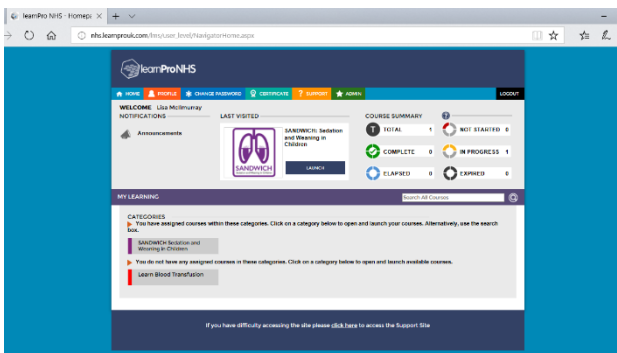 learnPro NHS - Homepa
nhs.learnprouk.com/lms/user_level/NavigatorHome.aspx
learnProNHS
HOME PROFILE CHANGE PASSWORD CERTIFICATE SUPPORT ADMIN LOGOUT
WELCOME Lisa McIlmurray
NOTIFICATIONS
Announcements
LAST VISITED
SANDWICH
SANDWICH: Sedation
and Weaning in
Children
LAUNCH
COURSE SUMMARY ?
T TOTAL 1 NOT STARTED 0
COMPLETE 0 IN PROGRESS 1
ELAPSED 0 EXPIRED 0
MY LEARNING Search All Courses
CATEGORIES
You have assigned courses within these categories. Click on a category below to open and launch your courses. Alternatively, use the search
box.
SANDWICH Sedation and
Weaning in Children
You do not have any assigned courses in these categories. Click on a category below to open and launch available courses.
Learn Blood Transfusion
If you have difficulty accessing the site please click here to access the Support Site